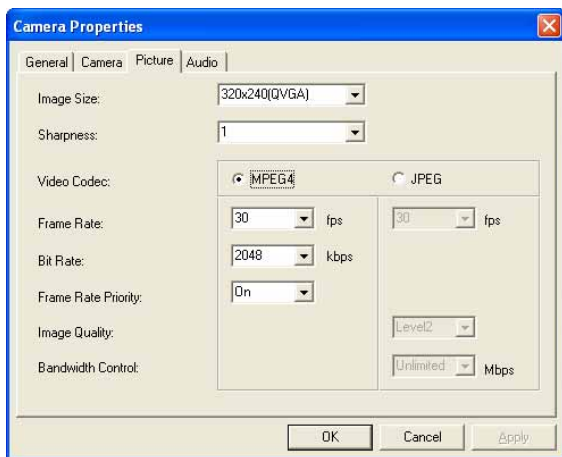 Camera Properties
General Camera Picture Audio
Image Size: 320x240(QVGA)
Sharpness: 1
Video Codec: MPEG4 JPEG
Frame Rate: 30 fps 30 fps
Bit Rate: 2048 kbps
Frame Rate Priority: On
Image Quality: Level2
Bandwidth Control: Unlimited Mbps
OK Cancel Apply